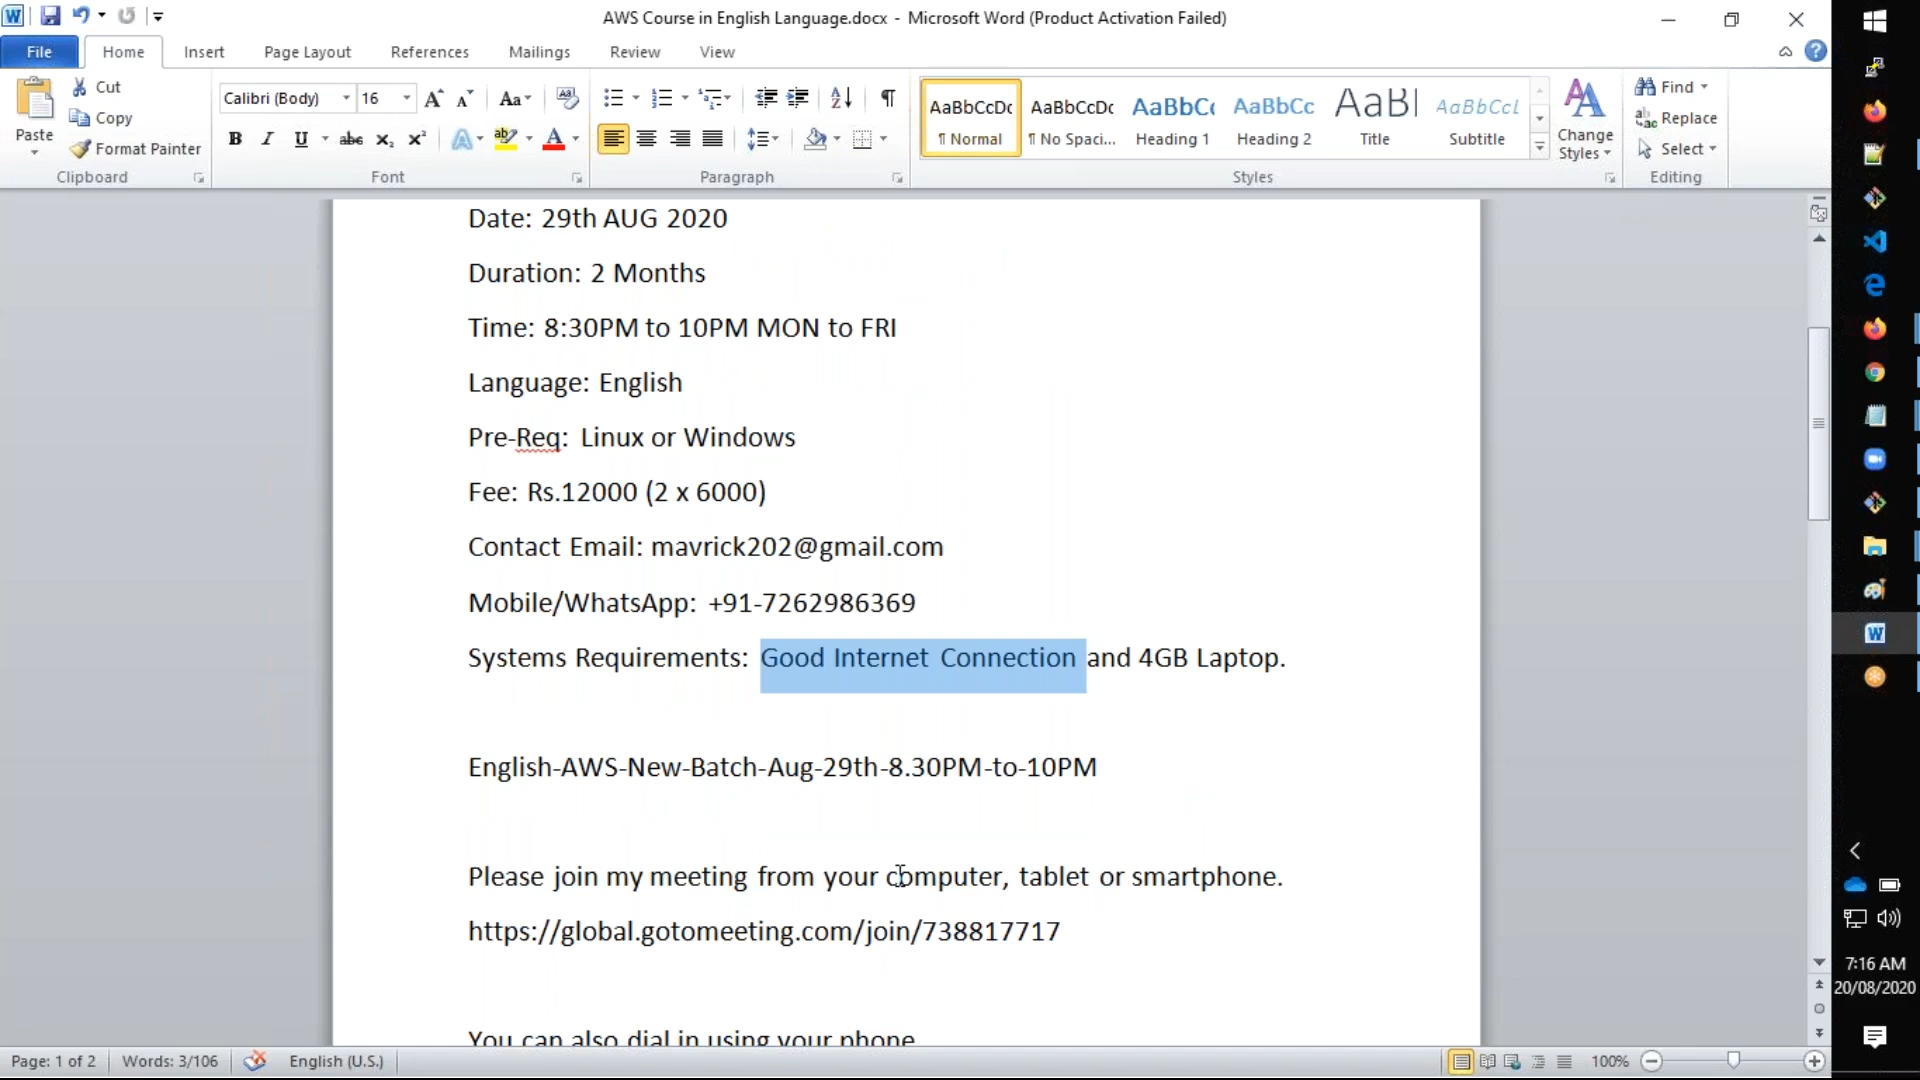 AWS Course in English Language.docx - Microsoft Word (Product Activation Failed)
File Home Insert Page Layout References Mailings Review View
Paste Cut Copy Format Painter Clipboard
Calibri (Body) 16 Font
Paragraph
AaBbCcDc AaBbCcDc AaBbC AaBbCc AaBl AaBbCcl
¶ Normal ¶ No Spaci... Heading 1 Heading 2 Title Subtitle
Styles
Change Styles
Find Replace Select Editing
Date: 29th AUG 2020
Duration: 2 Months
Time: 8:30PM to 10PM MON to FRI
Language: English
Pre-Req: Linux or Windows
Fee: Rs.12000 (2 x 6000)
Contact Email: mavrick202@gmail.com
Mobile/WhatsApp: +91-7262986369
Systems Requirements: Good Internet Connection and 4GB Laptop.
English-AWS-New-Batch-Aug-29th-8.30PM-to-10PM
Please join my meeting from your computer, tablet or smartphone.
https://global.gotomeeting.com/join/738817717
You can also dial in using your phone
Page: 1 of 2 Words: 3/106 English (U.S.) 100%
7:16 AM
20/08/2020